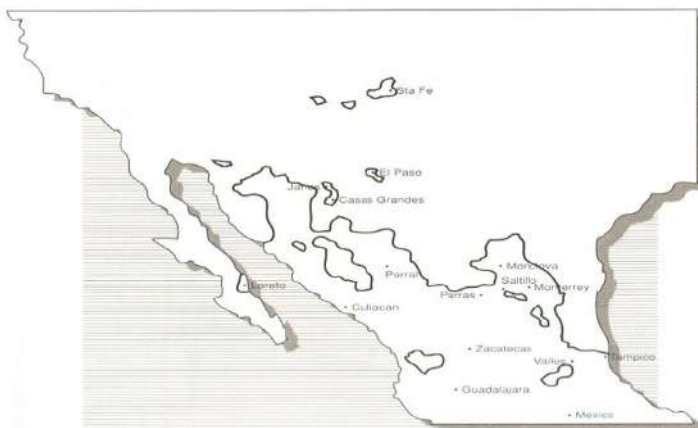 Sta Fe
El Paso
Janos
Casas Grandes
Parral
Monclova
Saltillo
Monterrey
Parras
Loreto
Culiacan
Zacatecas
Valles
Tampico
Guadalajara
Mexico